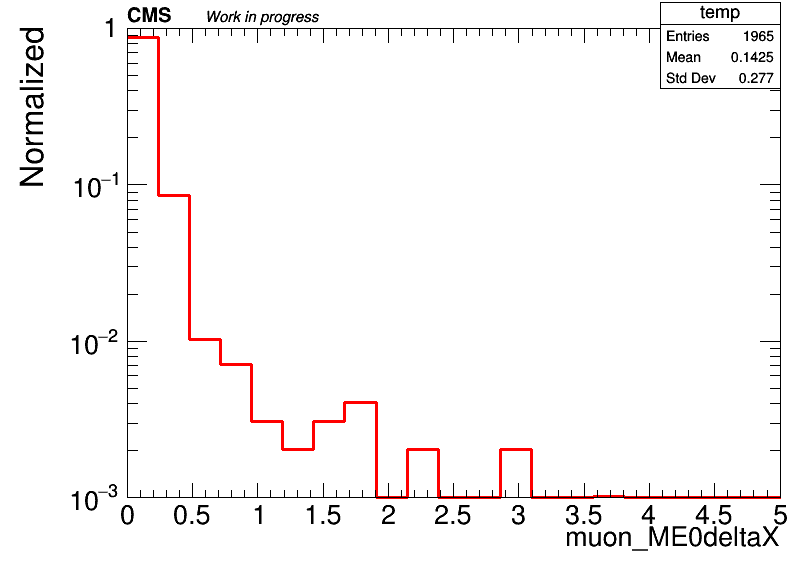 CMS Work in progress
temp
Entries 1965
Mean 0.1425
Std Dev 0.277
Normalized
1
10⁻¹
10⁻²
10⁻³
0 0.5 1 1.5 2 2.5 3 3.5 4 4.5 5
muon_ME0deltaX